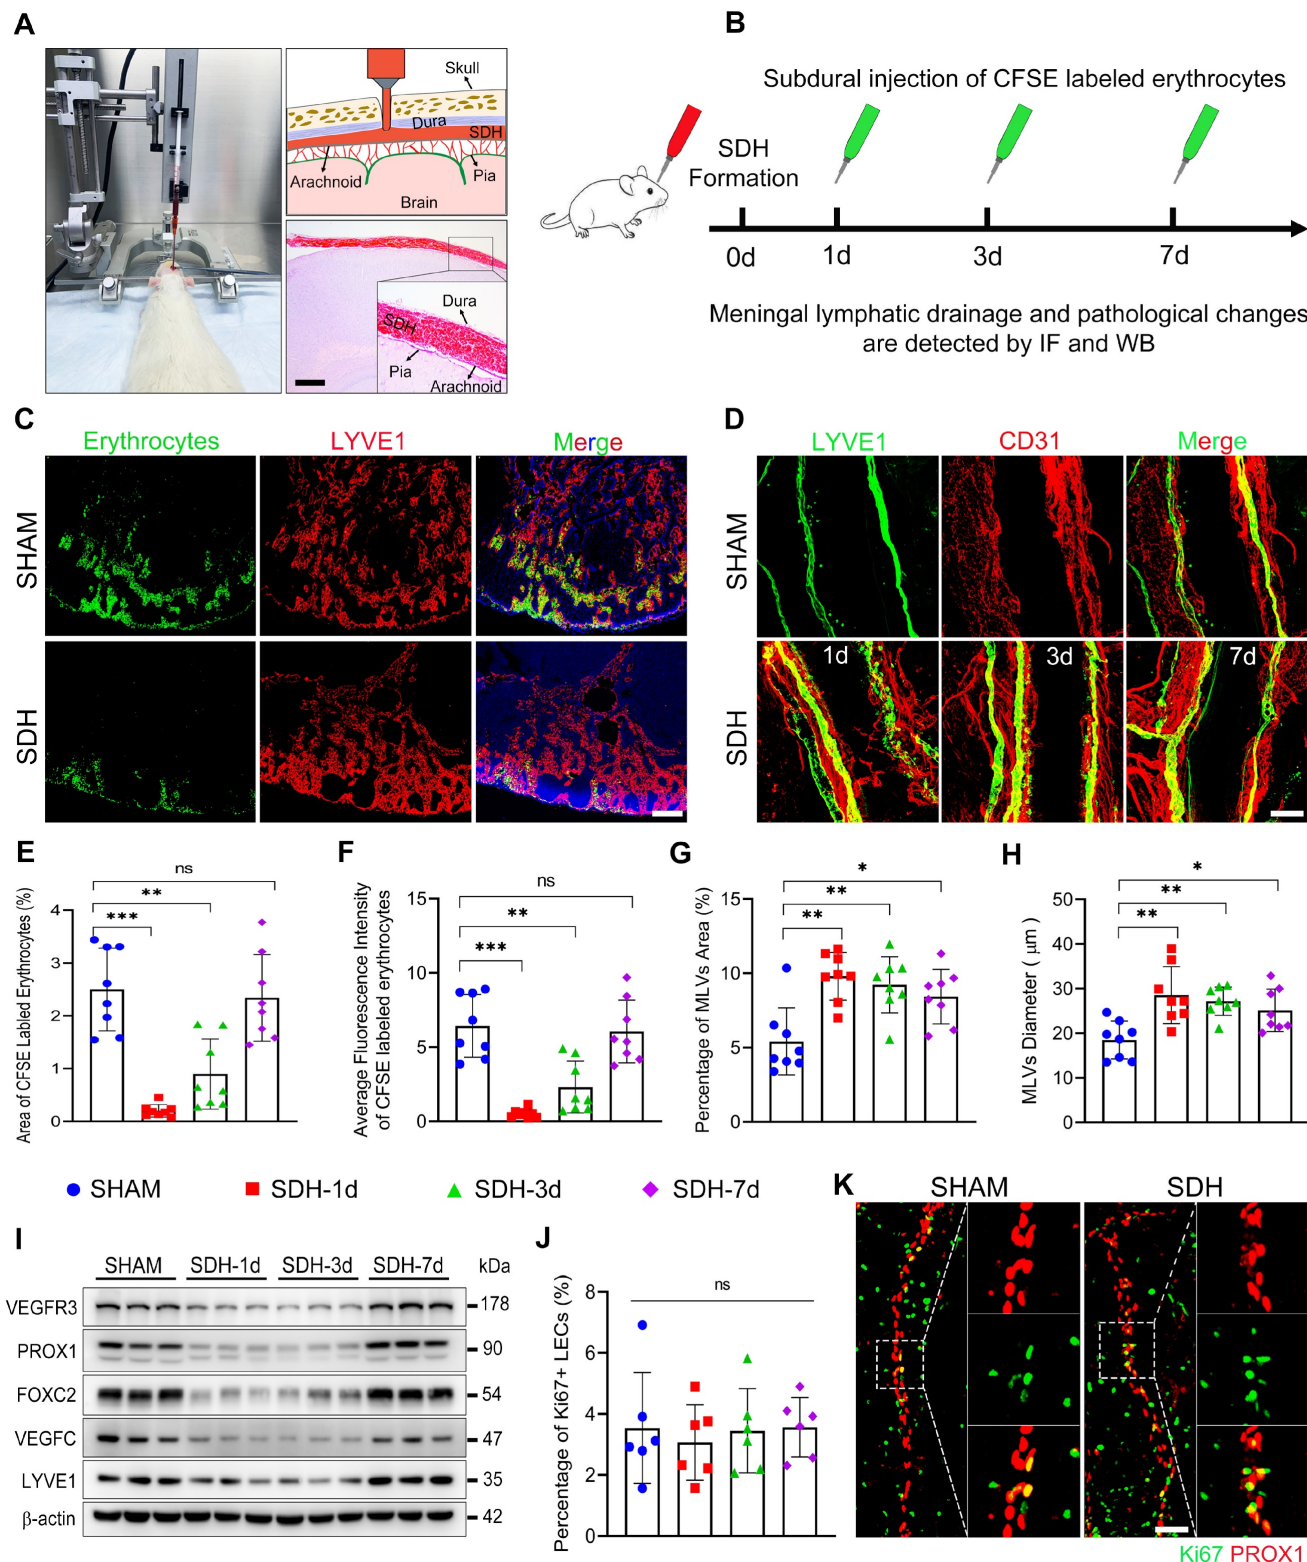 A
Skull
Dura
SDH
Arachnoid
Pia
Brain
Dura
SDH
Pia
Arachnoid
B
Subdural injection of CFSE labeled erythrocytes
SDH
Formation
0d
1d
3d
7d
Meningal lymphatic drainage and pathological changes
are detected by IF and WB
C
Erythrocytes
LYVE1
Merge
SHAM
SDH
D
LYVE1
CD31
Merge
SHAM
SDH
1d
3d
7d
E
Area of CFSE Labled Erythrocytes (%)
4
3
2
1
0
***
**
ns
F
Average Fluorescence Intensity
of CFSE labeled erythrocytes
15
10
5
0
***
**
ns
G
Percentage of MLVs Area (%)
15
10
5
0
**
**
*
H
MLVs Diameter ( μm )
50
40
30
20
10
0
**
**
*
SHAM
SDH-1d
SDH-3d
SDH-7d
I
SHAM
SDH-1d
SDH-3d
SDH-7d
kDa
VEGFR3
178
PROX1
90
FOXC2
54
VEGFC
47
LYVE1
35
β-actin
42
J
Percentage of Ki67+ LECs (%)
8
6
4
2
0
ns
K
SHAM
SDH
Ki67 PROX1